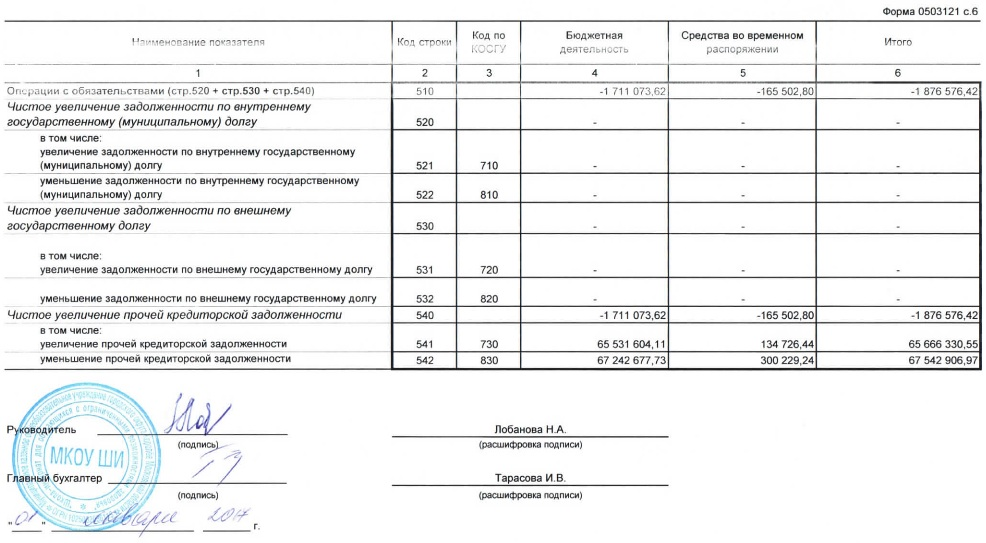 Форма 0503121 с.6
Наименование показателя Код строки Код по КОСГУ Бюджетная деятельность Средства во временном распоряжении Итого
1 2 3 4 5 6
Операции с обязательствами (стр.520 + стр.530 + стр.540) 510 -1 711 073,62 -165 502,80 -1 876 576,42
Чистое увеличение задолженности по внутреннему
государственному (муниципальному) долгу 520 - - -
в том числе:
увеличение задолженности по внутреннему государственному
(муниципальному) долгу 521 710 - - -
уменьшение задолженности по внутреннему государственному
(муниципальному) долгу 522 810 - - -
Чистое увеличение задолженности по внешнему
государственному долгу 530 - - -
в том числе:
увеличение задолженности по внешнему государственному долгу 531 720 - - -
уменьшение задолженности по внешнему государственному долгу 532 820 - - -
Чистое увеличение прочей кредиторской задолженности 540 -1 711 073,62 -165 502,80 -1 876 576,42
в том числе:
увеличение прочей кредиторской задолженности 541 730 65 531 604,11 134 726,44 65 666 330,55
уменьшение прочей кредиторской задолженности 542 830 67 242 677,73 300 229,24 67 542 906,97
Руководитель Лобанова Н.А.
(подпись) (расшифровка подписи)
МКОУ ШИ
Главный бухгалтер Тарасова И.В.
(подпись) (расшифровка подписи)
"01" января 2017 г.